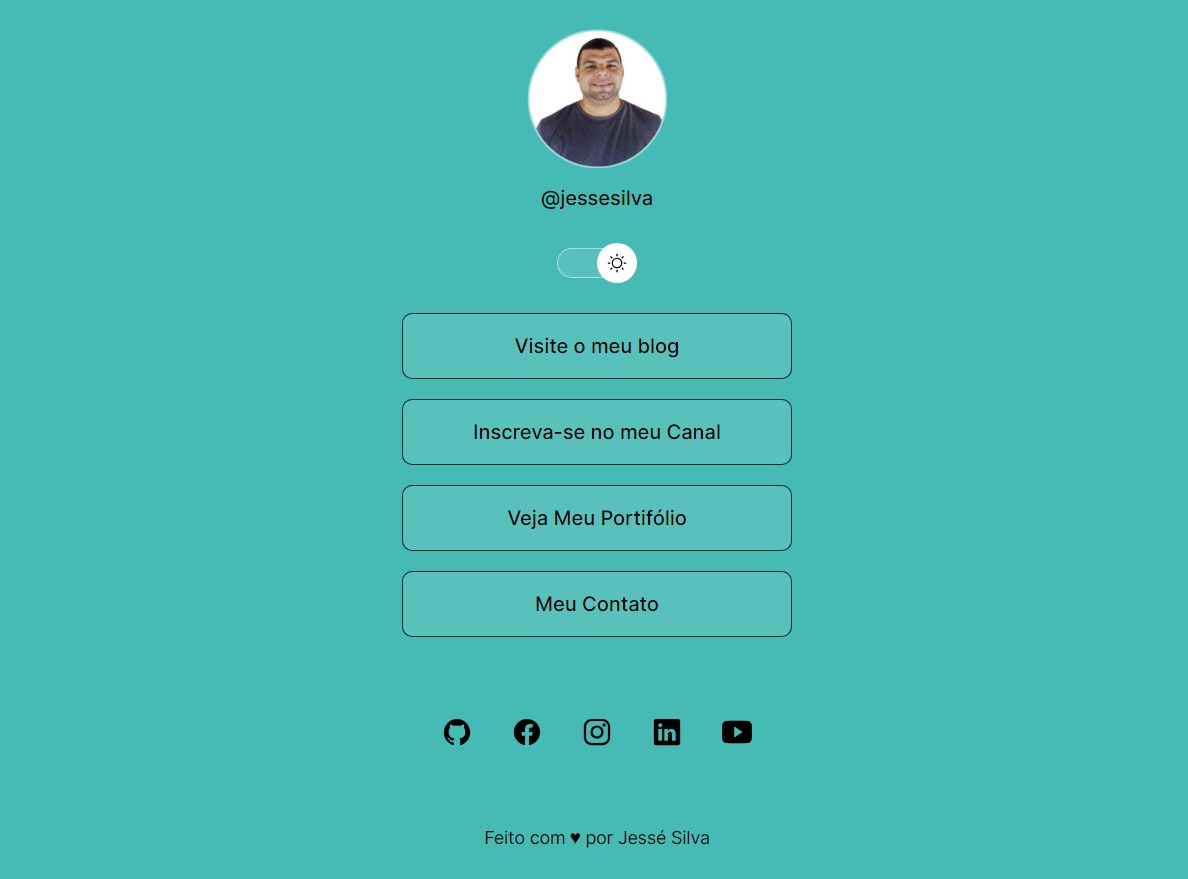 @jessesilva
Visite o meu blog
Inscreva-se no meu Canal
Veja Meu Portifólio
Meu Contato
Feito com ♥ por Jessé Silva